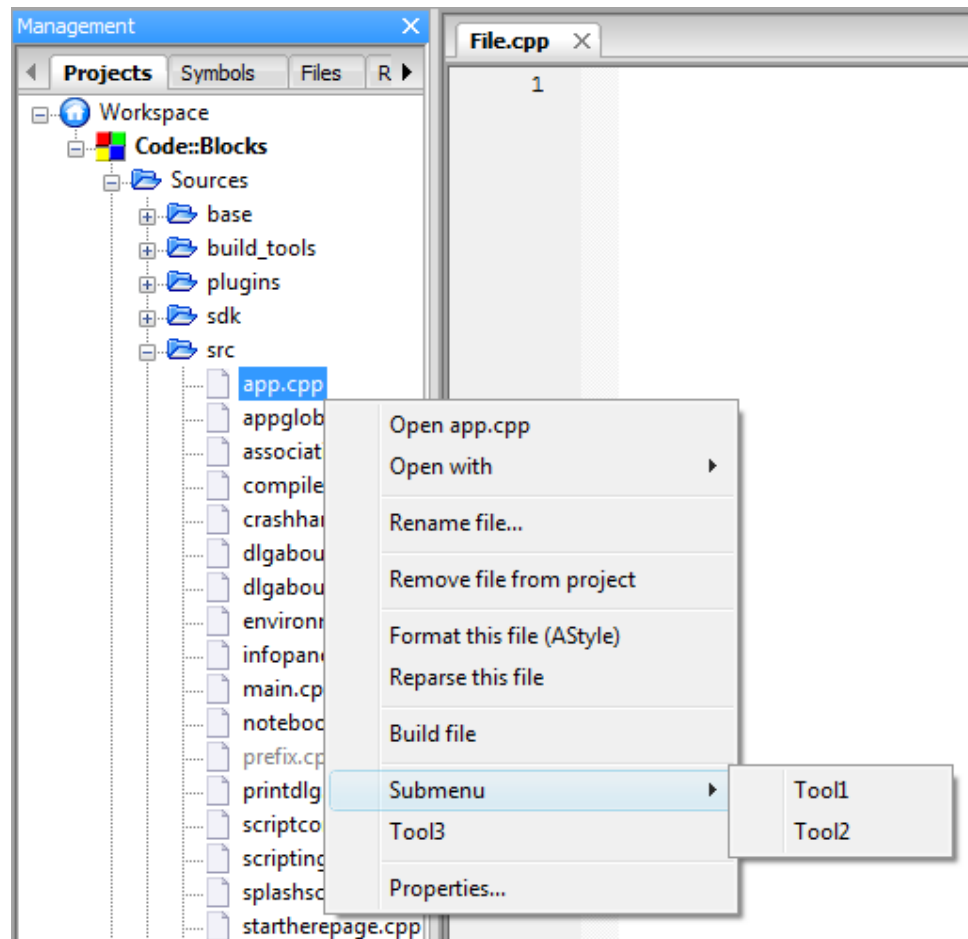 Management
Projects Symbols Files R
File.cpp
1
Workspace
Code::Blocks
Sources
base
build_tools
plugins
sdk
src
app.cpp
appglob
associat
compile
crashhar
dlgabou
dlgabou
environr
infopan
main.cp
noteboo
prefix.cp
printdlg
scriptco
scripting
splashsc
startherepage.cpp
Open app.cpp
Open with
Rename file...
Remove file from project
Format this file (AStyle)
Reparse this file
Build file
Submenu
Tool3
Properties...
Tool1
Tool2